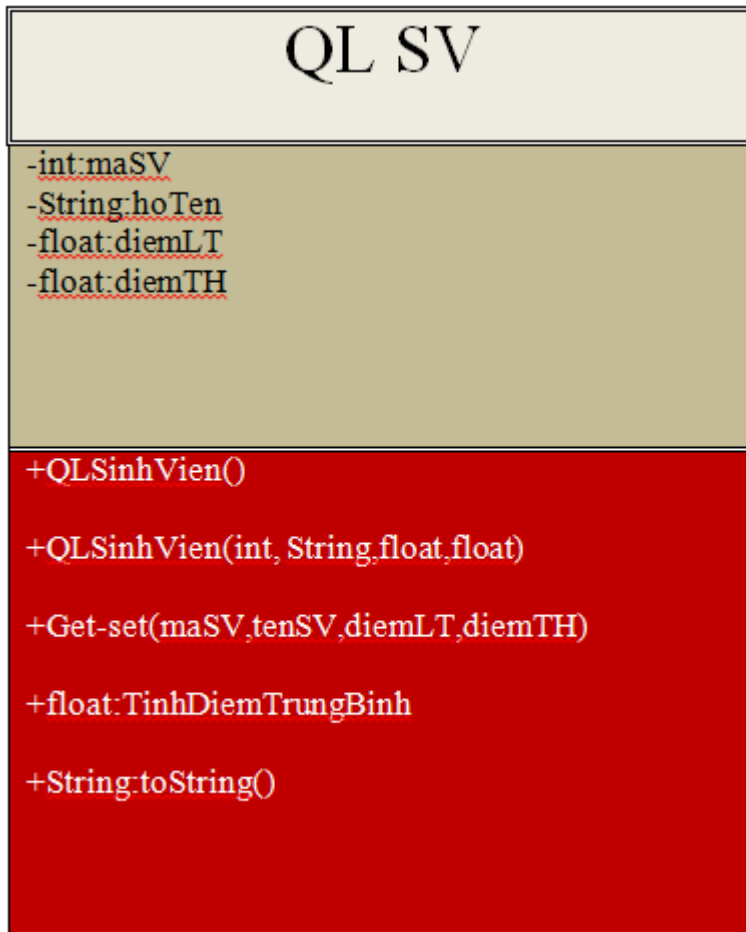 QL SV
-int:maSV
-String:hoTen
-float:diemLT
-float:diemTH
+QLSinhVien()
+QLSinhVien(int, String,float,float)
+Get-set(maSV,tenSV,diemLT,diemTH)
+float:TinhDiemTrungBinh
+String:toString()